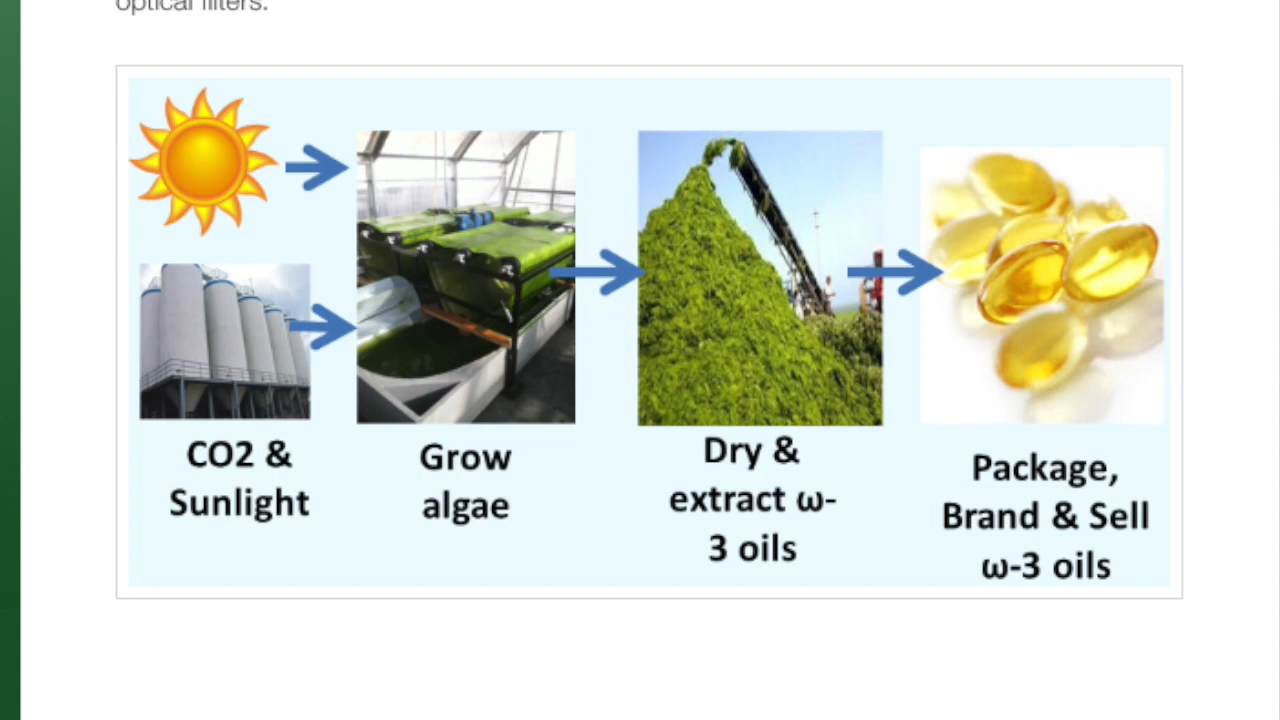 optical filters.
CO2 &
Sunlight
Grow
algae
Dry &
extract ω-
3 oils
Package,
Brand & Sell
ω-3 oils